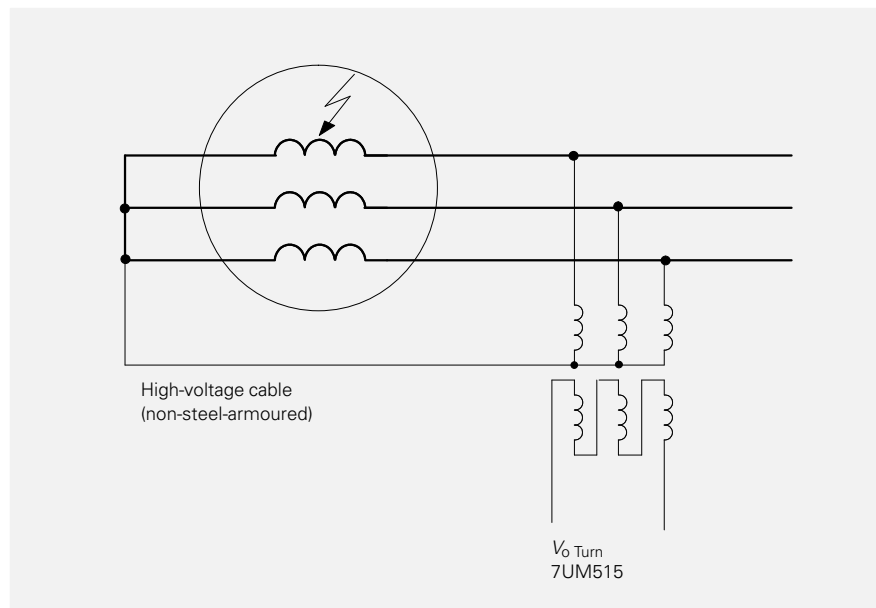 High-voltage cable
(non-steel-armoured)
V₀ Turn
7UM515